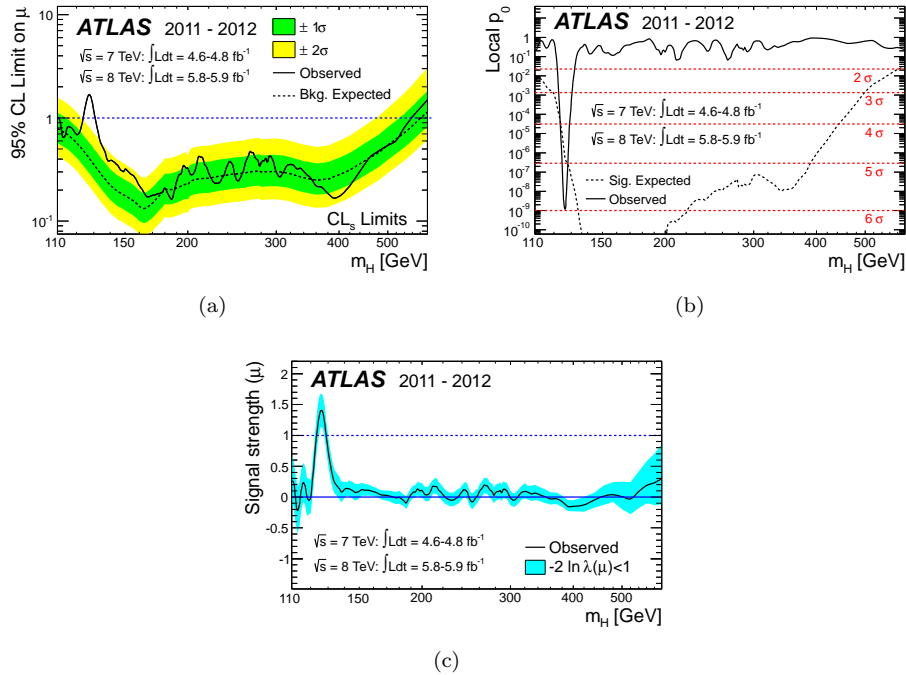 ATLAS 2011 - 2012
√s = 7 TeV: ∫Ldt = 4.6-4.8 fb⁻¹
√s = 8 TeV: ∫Ldt = 5.8-5.9 fb⁻¹
± 1σ
± 2σ
Observed
Bkg. Expected
95% CL Limit on μ
10
1
10⁻¹
CLₛ Limits
110 150 200 300 400 500
m_H [GeV]
(a)
ATLAS 2011 - 2012
Local p₀
1
10⁻¹
10⁻²
10⁻³
10⁻⁴
10⁻⁵
10⁻⁶
10⁻⁷
10⁻⁸
10⁻⁹
10⁻¹⁰
2 σ
3 σ
4 σ
5 σ
6 σ
√s = 7 TeV: ∫Ldt = 4.6-4.8 fb⁻¹
√s = 8 TeV: ∫Ldt = 5.8-5.9 fb⁻¹
Sig. Expected
Observed
110 150 200 300 400 500
m_H [GeV]
(b)
ATLAS 2011 - 2012
Signal strength (μ)
2
1.5
1
0.5
0
-0.5
-1
√s = 7 TeV: ∫Ldt = 4.6-4.8 fb⁻¹
√s = 8 TeV: ∫Ldt = 5.8-5.9 fb⁻¹
Observed
-2 ln λ(μ)<1
110 150 200 300 400 500
m_H [GeV]
(c)